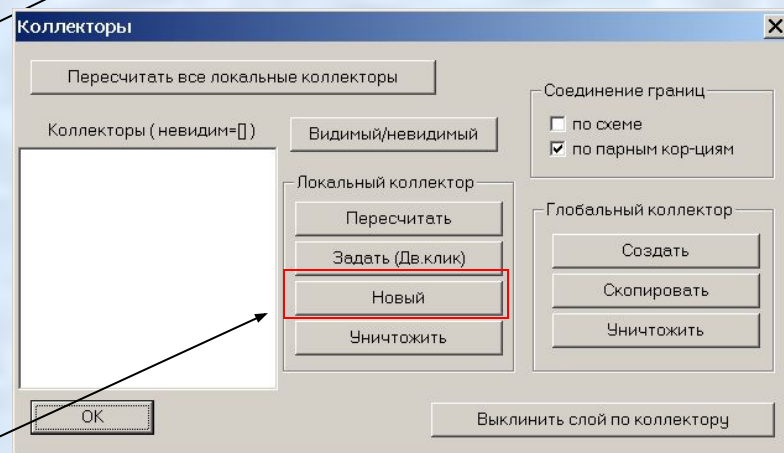 Коллекторы
Пересчитать все локальные коллекторы
Коллекторы ( невидим=[] )
Видимый/невидимый
Соединение границ
по схеме
по парным кор-циям
Локальный коллектор
Пересчитать
Задать (Дв.клик)
Новый
Уничтожить
Глобальный коллектор
Создать
Скопировать
Уничтожить
OK
Выклинить слой по коллектору